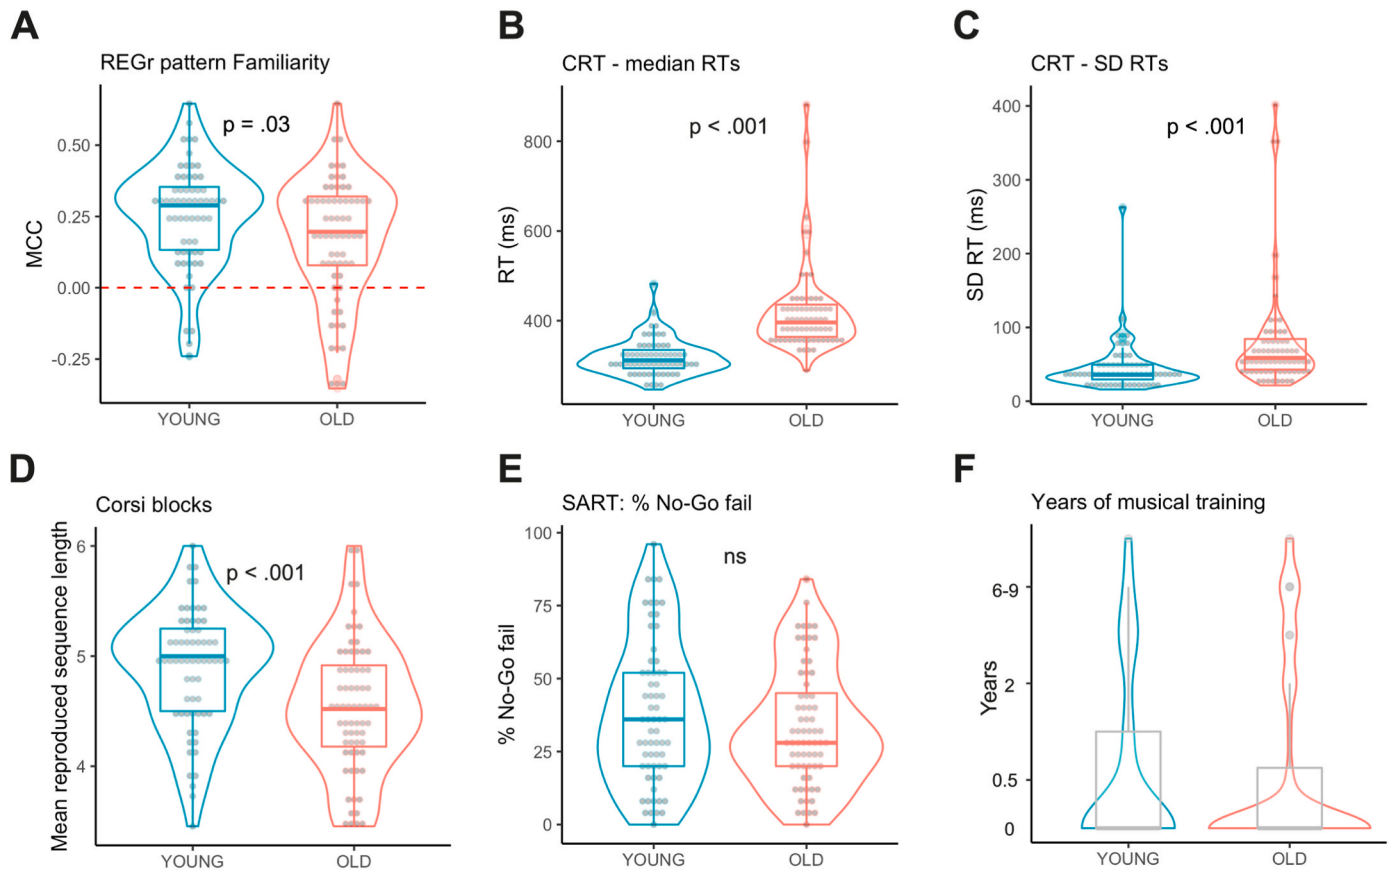 A
REGr pattern Familiarity
p = .03
MCC
0.50
0.25
0.00
-0.25
YOUNG
OLD
B
CRT - median RTs
p < .001
RT (ms)
800
600
400
YOUNG
OLD
C
CRT - SD RTs
p < .001
SD RT (ms)
400
300
200
100
0
YOUNG
OLD
D
Corsi blocks
p < .001
Mean reproduced sequence length
6
5
4
YOUNG
OLD
E
SART: % No-Go fail
ns
% No-Go fail
100
75
50
25
0
YOUNG
OLD
F
Years of musical training
Years
6-9
2
0.5
0
YOUNG
OLD